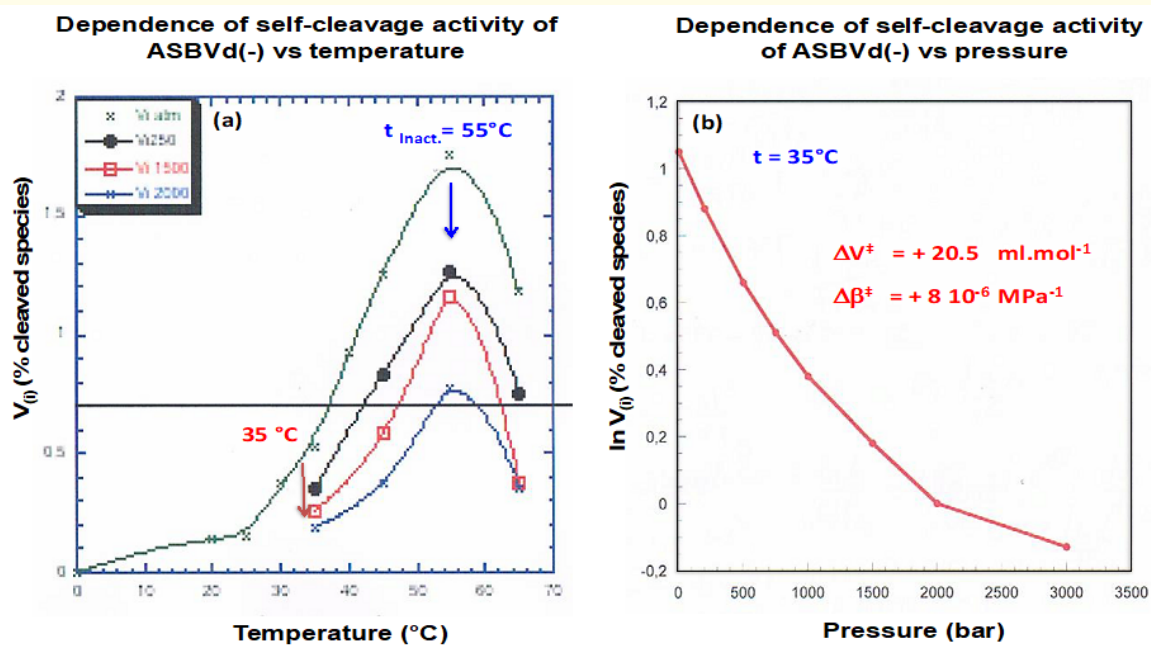 Dependence of self-cleavage activity of
ASBVd(-) vs temperature
V(i) (% cleaved species)
2
1.5
1
0.5
0
Vi atm
Vi 250
Vi 1500
Vi 2000
(a)
t Inact.= 55°C
35 °C
0
10
20
30
40
50
60
70
Temperature (°C)
Dependence of self-cleavage activity
of ASBVd(-) vs pressure
ln V(i) (% cleaved species)
1,2
1
0,8
0,6
0,4
0,2
0
-0,2
(b)
t = 35°C
ΔV‡ = + 20.5 ml.mol-1
Δβ‡ = + 8 10-6 MPa-1
0
500
1000
1500
2000
2500
3000
3500
Pressure (bar)